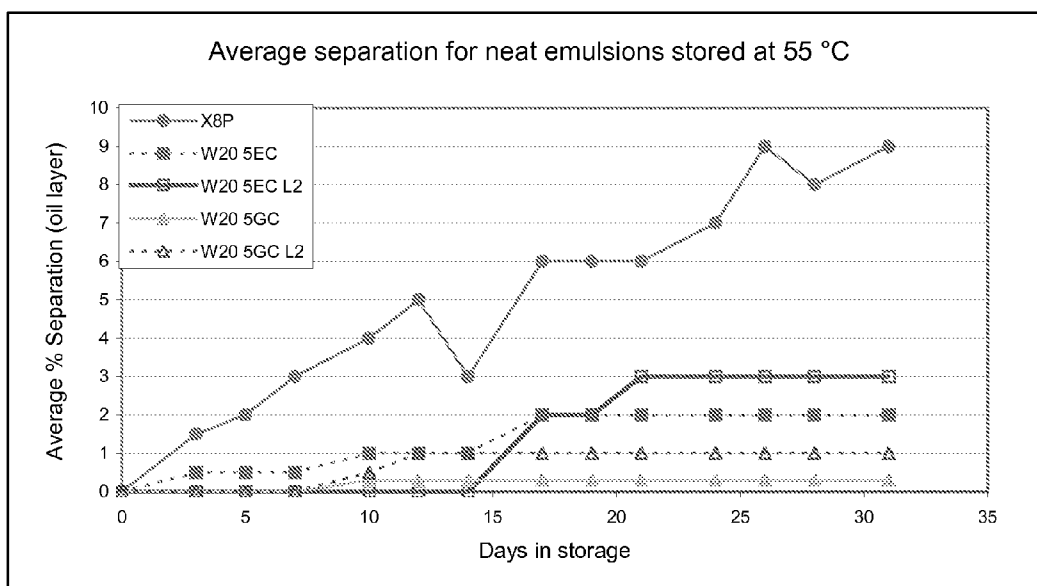 Average separation for neat emulsions stored at 55 °C
Average % Separation (oil layer)
10
9
8
7
6
5
4
3
2
1
0
X8P
W20 5EC
W20 5EC L2
W20 5GC
W20 5GC L2
0 5 10 15 20 25 30 35
Days in storage